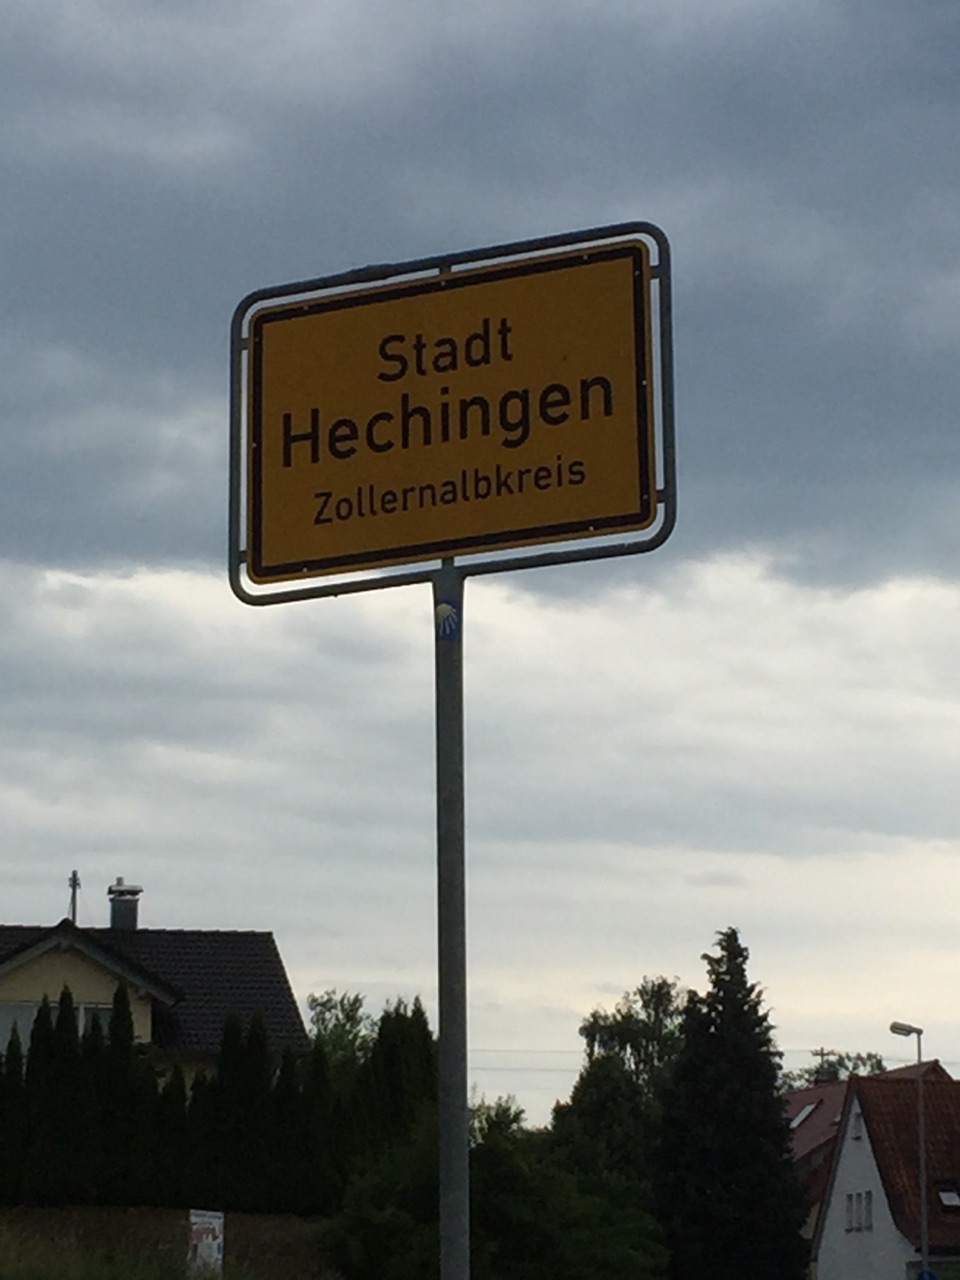 Stadt
Hechingen
Zollernalbkreis